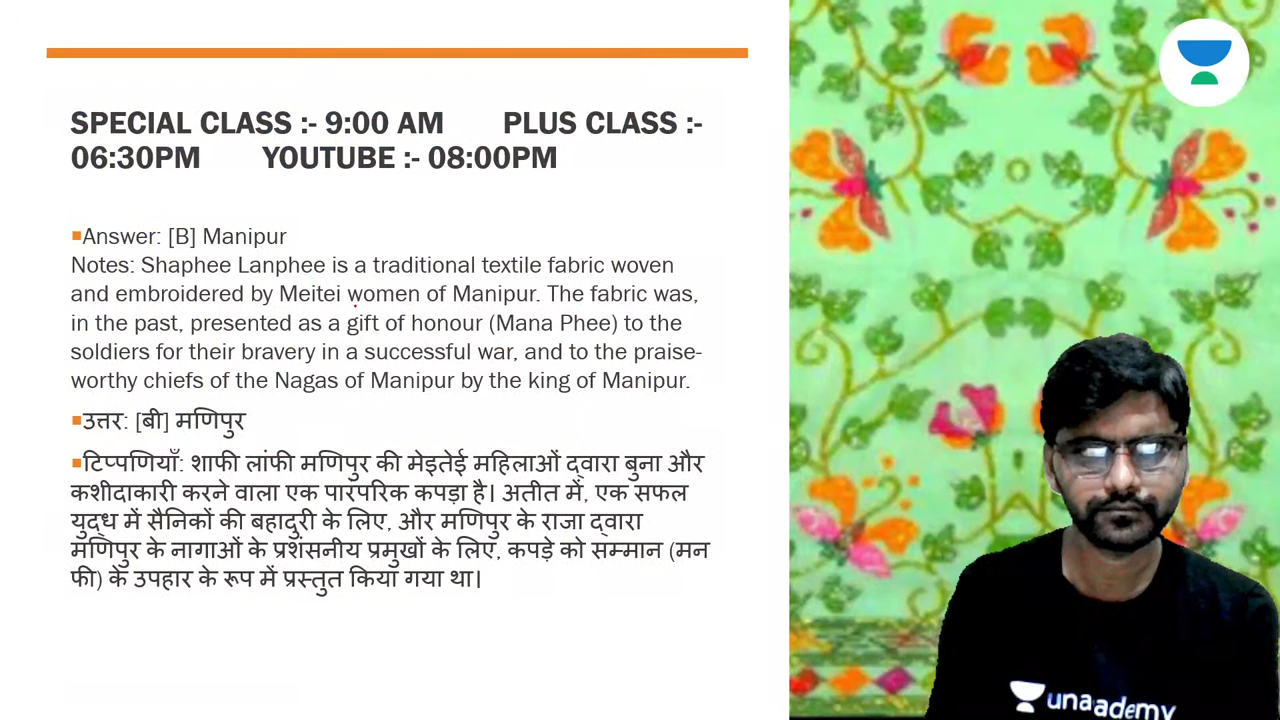 SPECIAL CLASS :- 9:00 AM PLUS CLASS :-
06:30PM YOUTUBE :- 08:00PM
Answer: [B] Manipur
Notes: Shaphee Lanphee is a traditional textile fabric woven
and embroidered by Meitei women of Manipur. The fabric was,
in the past, presented as a gift of honour (Mana Phee) to the
soldiers for their bravery in a successful war, and to the praise-
worthy chiefs of the Nagas of Manipur by the king of Manipur.
उत्तर: [बी] मणिपुर
टिप्पणियाँ: शाफी लांफी मणिपुर की मेइतेई महिलाओं द्वारा बुना और
कशीदाकारी करने वाला एक पारंपरिक कपड़ा है। अतीत में, एक सफल
युद्ध में सैनिकों की बहादुरी के लिए, और मणिपुर के राजा द्वारा
मणिपुर के नागाओं के प्रशंसनीय प्रमुखों के लिए, कपड़े को सम्मान (मन
फी) के उपहार के रूप में प्रस्तुत किया गया था।
unaademy